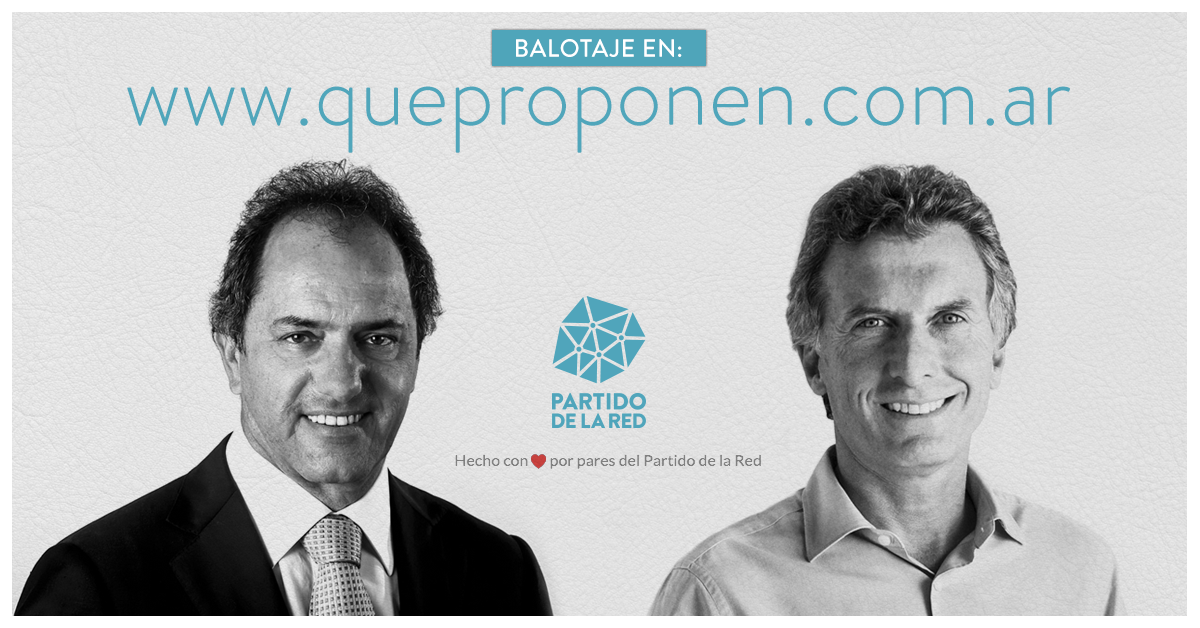 BALOTAJE EN:
www.queproponen.com.ar
PARTIDO
DE LA RED
Hecho con ❤ por pares del Partido de la Red